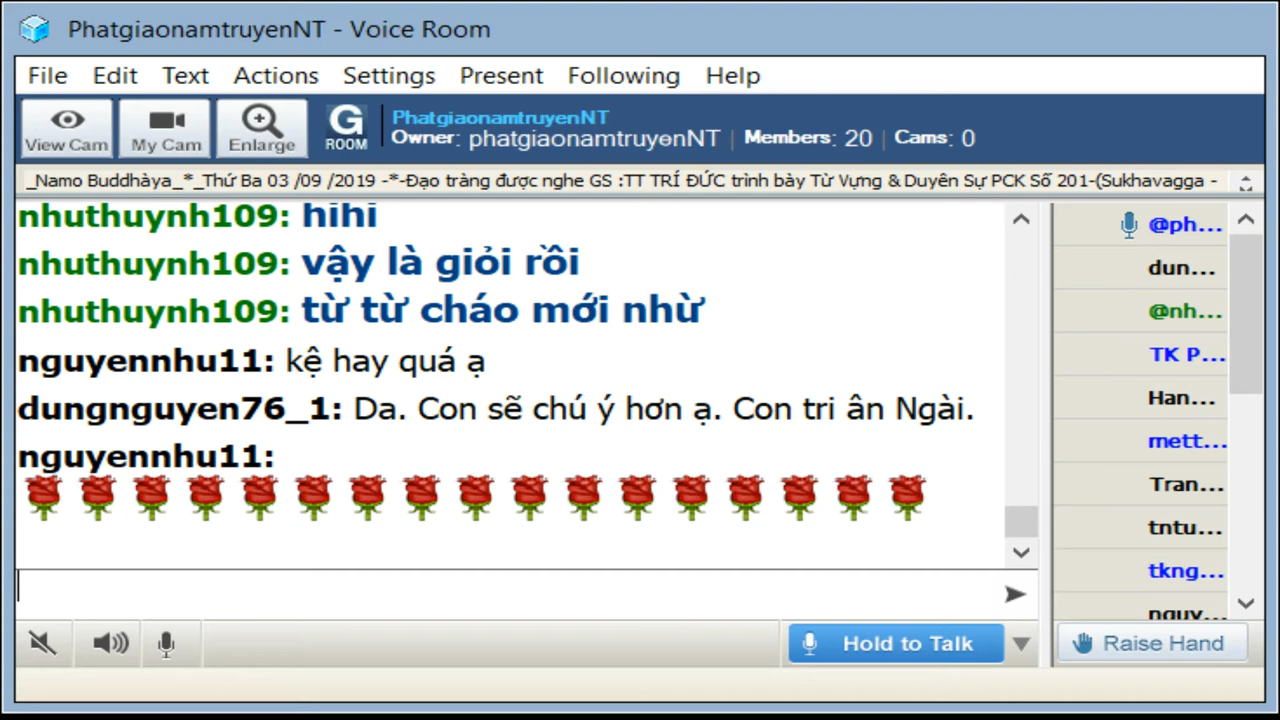 PhatgiaonamtruyenNT - Voice Room
File Edit Text Actions Settings Present Following Help
View Cam My Cam Enlarge
G ROOM
PhatgiaonamtruyenNT
Owner: phatgiaonamtruyenNT | Members: 20 | Cams: 0
_Namo Buddhàya_*_Thứ Ba 03 /09 /2019 -*-Đạo tràng được nghe GS :TT TRÍ ĐỨC trình bày Từ Vựng & Duyên Sự PCK Số 201-(Sukhavagga -
nhuthuynh109: hihi
nhuthuynh109: vậy là giỏi rồi
nhuthuynh109: từ từ cháo mới nhừ
nguyennhu11: kệ hay quá ạ
dungnguyen76_1: Da. Con sẽ chú ý hơn ạ. Con tri ân Ngài.
nguyennhu11:
@ph...
dun...
@nh...
TK P...
Han...
mett...
Tran...
tntu...
tkng...
nguy...
Hold to Talk
Raise Hand